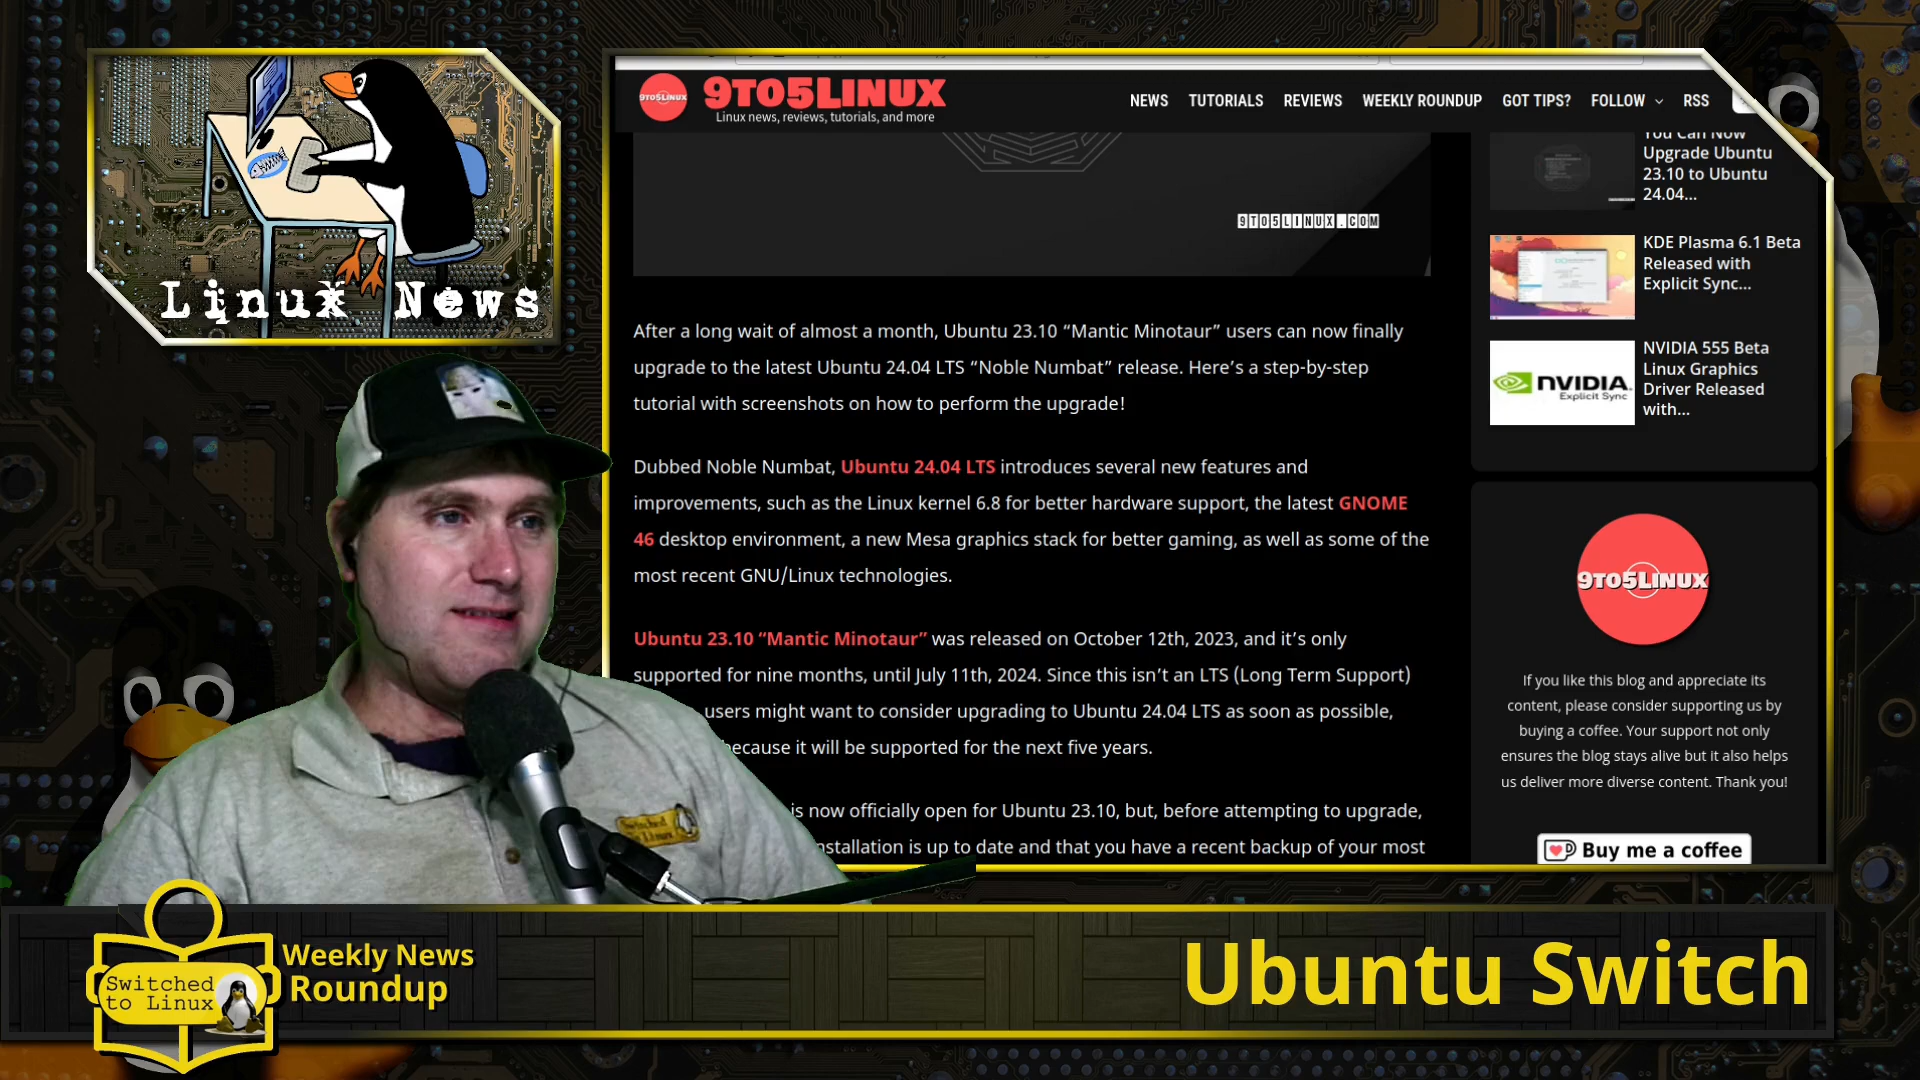 Linux News
9TO5LINUX
9TO5LINUX
Linux news, reviews, tutorials, and more
NEWS TUTORIALS REVIEWS WEEKLY ROUNDUP GOT TIPS? FOLLOW RSS
9TO5LINUX.COM
After a long wait of almost a month, Ubuntu 23.10 “Mantic Minotaur” users can now finally
upgrade to the latest Ubuntu 24.04 LTS “Noble Numbat” release. Here’s a step-by-step
tutorial with screenshots on how to perform the upgrade!
Dubbed Noble Numbat, Ubuntu 24.04 LTS introduces several new features and
improvements, such as the Linux kernel 6.8 for better hardware support, the latest GNOME
46 desktop environment, a new Mesa graphics stack for better gaming, as well as some of the
most recent GNU/Linux technologies.
Ubuntu 23.10 “Mantic Minotaur” was released on October 12th, 2023, and it’s only
supported for nine months, until July 11th, 2024. Since this isn’t an LTS (Long Term Support)
users might want to consider upgrading to Ubuntu 24.04 LTS as soon as possible,
because it will be supported for the next five years.
is now officially open for Ubuntu 23.10, but, before attempting to upgrade,
nstallation is up to date and that you have a recent backup of your most
You Can Now
Upgrade Ubuntu
23.10 to Ubuntu
24.04...
KDE Plasma 6.1 Beta
Released with
Explicit Sync...
NVIDIA
Explicit Sync
NVIDIA 555 Beta
Linux Graphics
Driver Released
with...
9TO5LINUX
If you like this blog and appreciate its
content, please consider supporting us by
buying a coffee. Your support not only
ensures the blog stays alive but it also helps
us deliver more diverse content. Thank you!
Buy me a coffee
Switched
to Linux
Switched
to Linux
Weekly News
Roundup
Ubuntu Switch